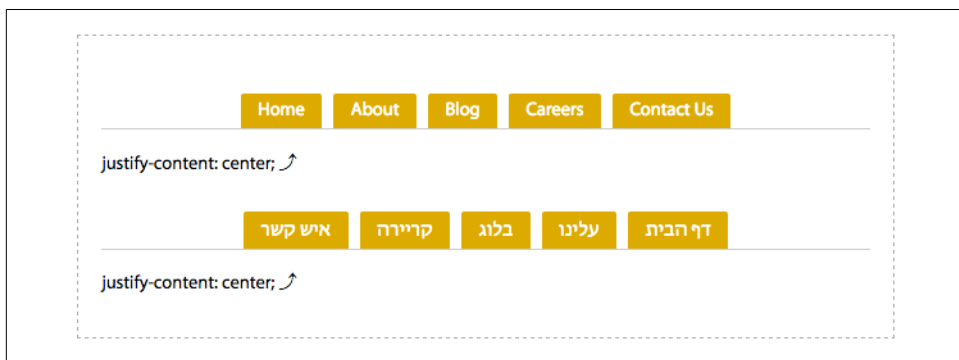 Home About Blog Careers Contact Us
justify-content: center; ⤴
דף הבית עלינו בלוג קריירה איש קשר
justify-content: center; ⤴